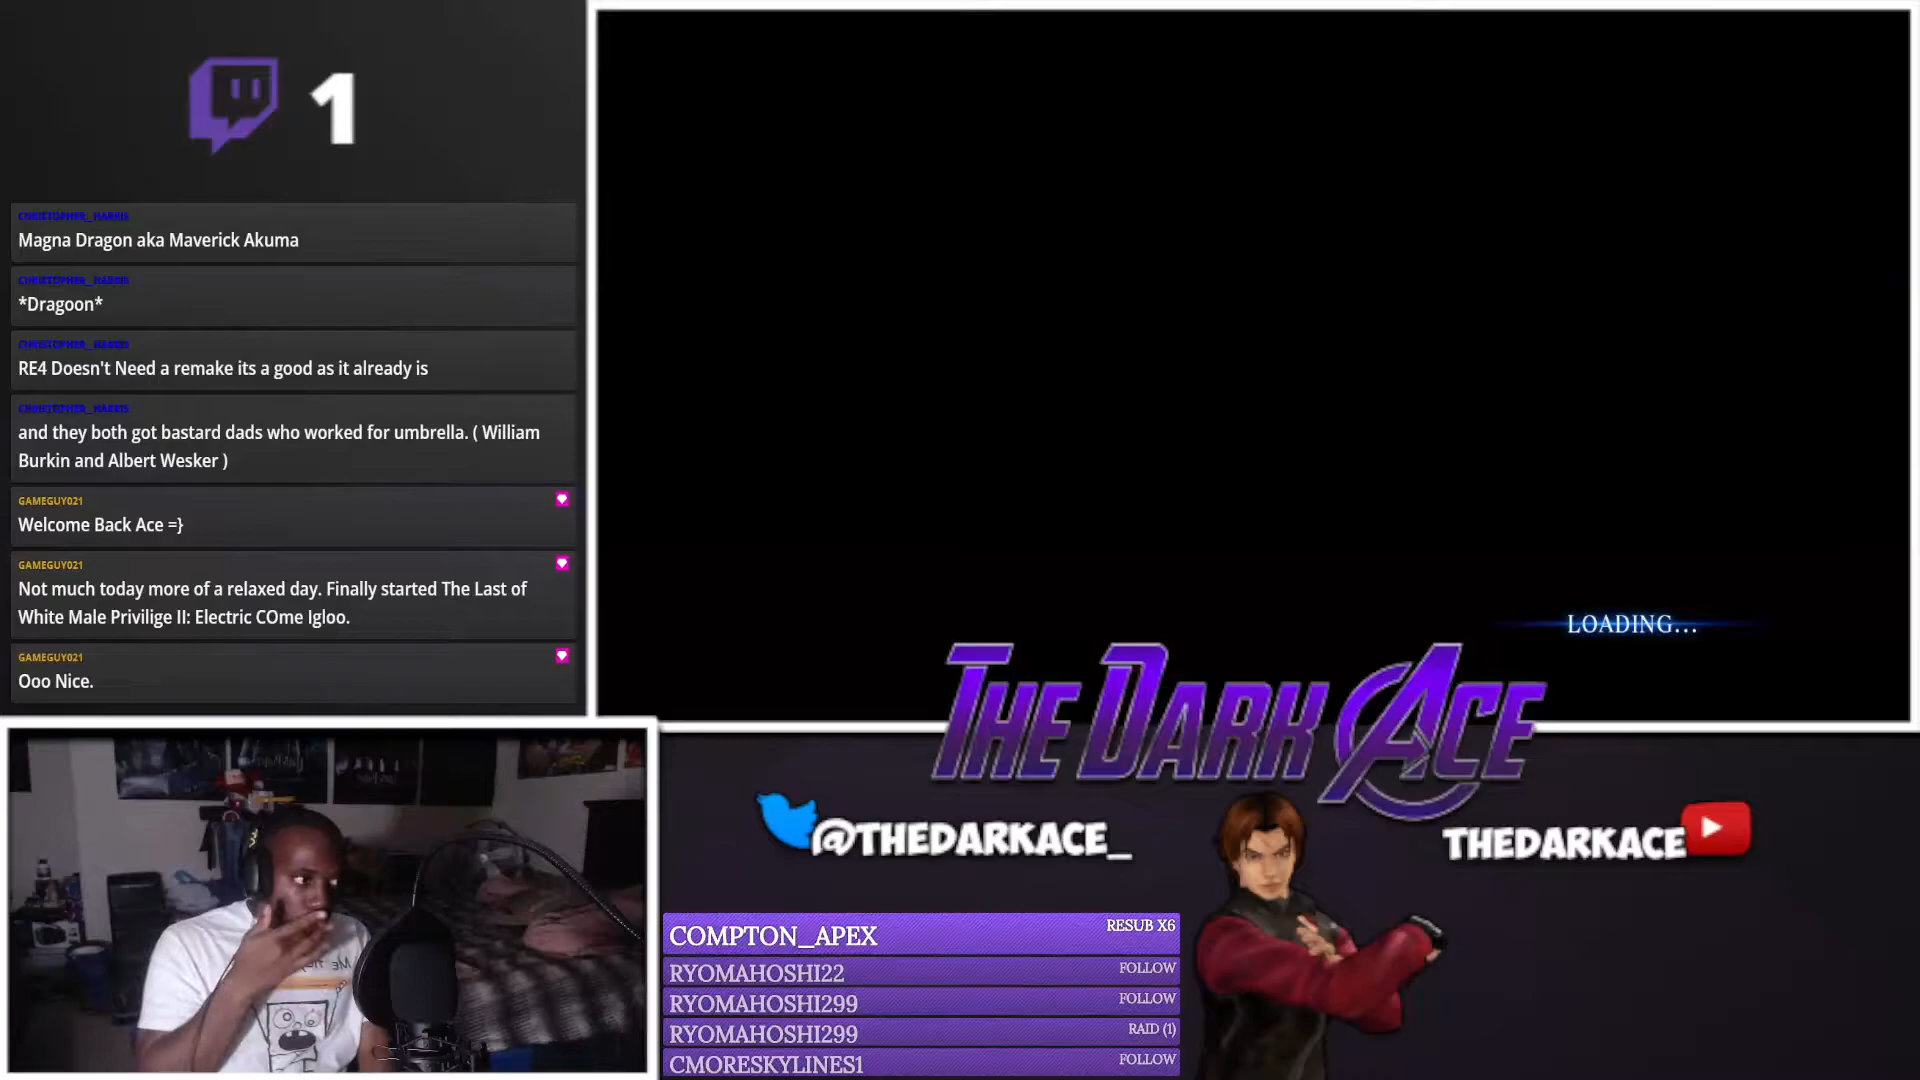 1
CHRISTOPHER_HARRIS
Magna Dragon aka Maverick Akuma
CHRISTOPHER_HARRIS
*Dragoon*
CHRISTOPHER_HARRIS
RE4 Doesn't Need a remake its a good as it already is
CHRISTOPHER_HARRIS
and they both got bastard dads who worked for umbrella. ( William
Burkin and Albert Wesker )
GAMEGUY021
Welcome Back Ace =}
GAMEGUY021
Not much today more of a relaxed day. Finally started The Last of
White Male Privilige II: Electric COme Igloo.
GAMEGUY021
Ooo Nice.
LOADING...
THE DARK ACE
@THEDARKACE_
THEDARKACE
COMPTON_APEX RESUB X6
RYOMAHOSHI22 FOLLOW
RYOMAHOSHI299 FOLLOW
RYOMAHOSHI299 RAID (1)
CMORESKYLINES1 FOLLOW